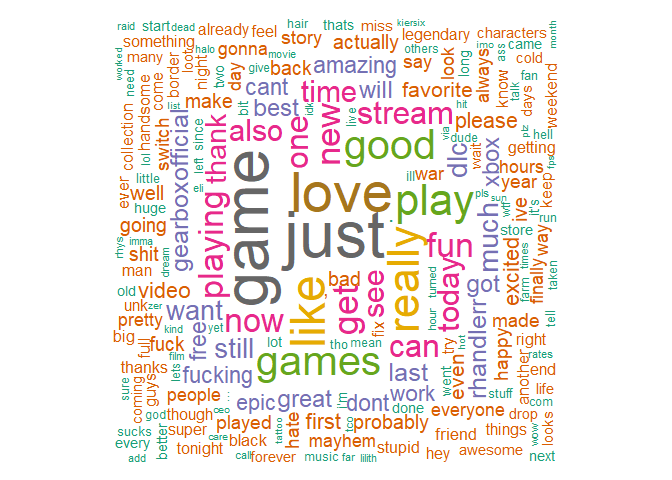 raid start dead hair thats miss kiersix
something already feel story actually legendary others characters
many loot gonna back amazing say look long came ass month
worked need come border night halo two day give movie cant will favorite always know imo talk cold fan
collection handsome switch make best time stream please days weekend
lol list gearboxofficial thank also one new idk live good hit dude via dlc xbox wait plz hell fps
ever little left since playing game love just play much hours getting year keep
well huge eli ill war pls wtf ive it's run
going rhys imma dream shit like really fun excited way store
man get see bad , today xpus finally farm times taken
old video now fix hour turned rhandlerr got made tell
unk zer want still tho mean can hot try even happy right
pretty kind yet free lot games last went stuff another rates
big full film fuck fucking work everyone end
thanks lets people epic great i'm dont done drop life com
sure coming guys ceo ... hate first probably friend things looks
sucks god though super played tattoo tco mayhem stupid awesome wow
every better care black music far lilith hey next
add tonight call forever